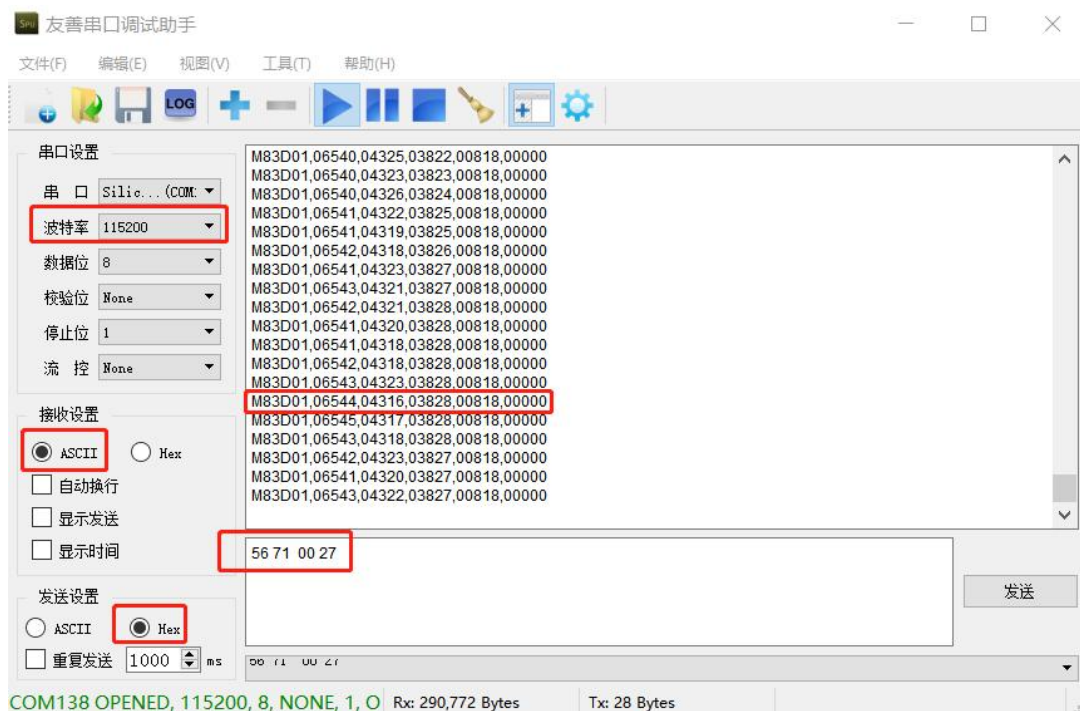 友善串口调试助手
文件(F) 编辑(E) 视图(V) 工具(T) 帮助(H)
LOG
串口设置
串 口 Silic...(COM:
波特率 115200
数据位 8
校验位 None
停止位 1
流 控 None
接收设置
ASCII Hex
自动换行
显示发送
显示时间
发送设置
ASCII Hex
重复发送 1000 ms
M83D01,06540,04325,03822,00818,00000
M83D01,06540,04323,03823,00818,00000
M83D01,06540,04326,03824,00818,00000
M83D01,06541,04322,03825,00818,00000
M83D01,06541,04319,03825,00818,00000
M83D01,06542,04318,03826,00818,00000
M83D01,06541,04323,03827,00818,00000
M83D01,06543,04321,03827,00818,00000
M83D01,06542,04321,03828,00818,00000
M83D01,06541,04320,03828,00818,00000
M83D01,06541,04318,03828,00818,00000
M83D01,06542,04318,03828,00818,00000
M83D01,06543,04323,03828,00818,00000
M83D01,06544,04316,03828,00818,00000
M83D01,06545,04317,03828,00818,00000
M83D01,06543,04318,03828,00818,00000
M83D01,06542,04323,03827,00818,00000
M83D01,06541,04320,03827,00818,00000
M83D01,06543,04322,03827,00818,00000
56 71 00 27
发送
56 71 00 27
COM138 OPENED, 115200, 8, NONE, 1, O Rx: 290,772 Bytes Tx: 28 Bytes